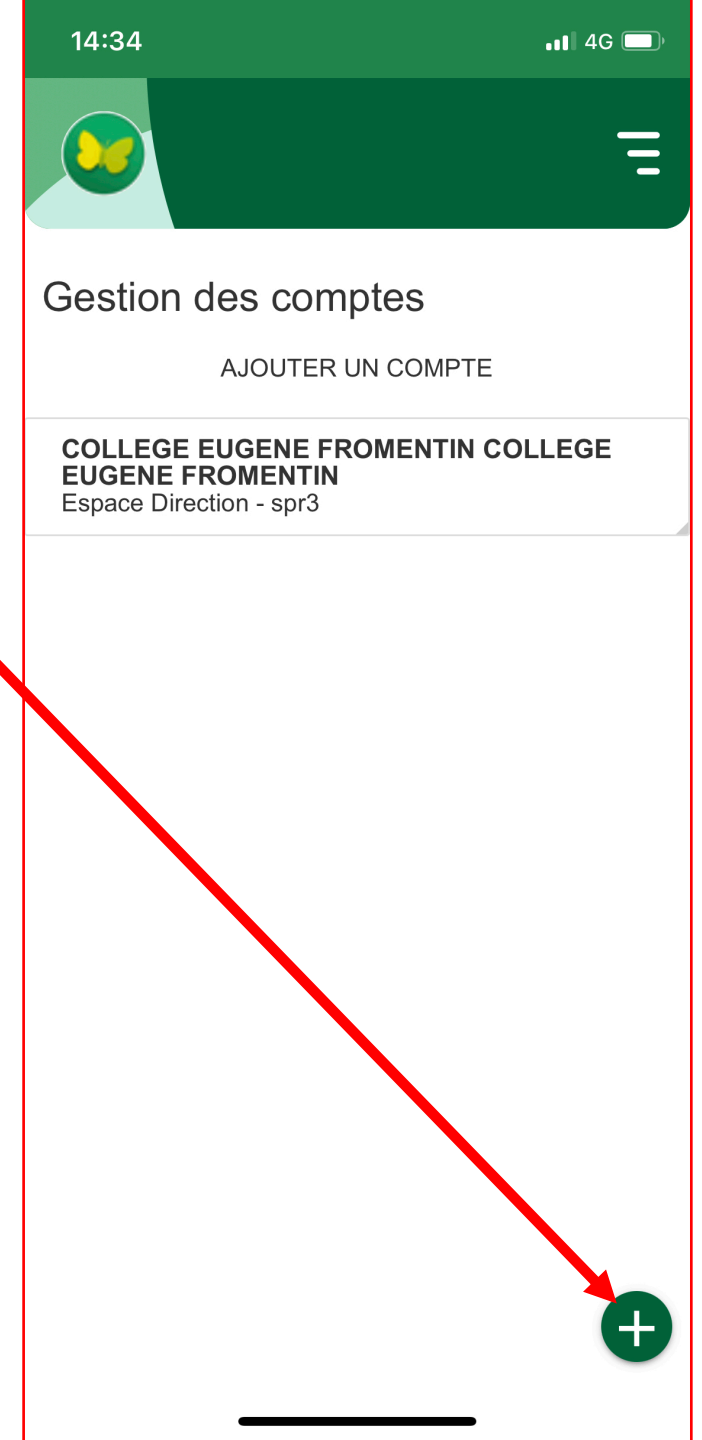 14:34
4G
Gestion des comptes
AJOUTER UN COMPTE
COLLEGE EUGENE FROMENTIN COLLEGE
EUGENE FROMENTIN
Espace Direction - spr3